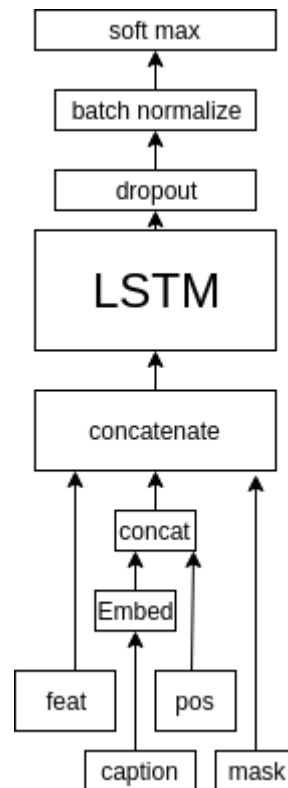 soft max
batch normalize
dropout
LSTM
concatenate
concat
Embed
feat
pos
caption
mask